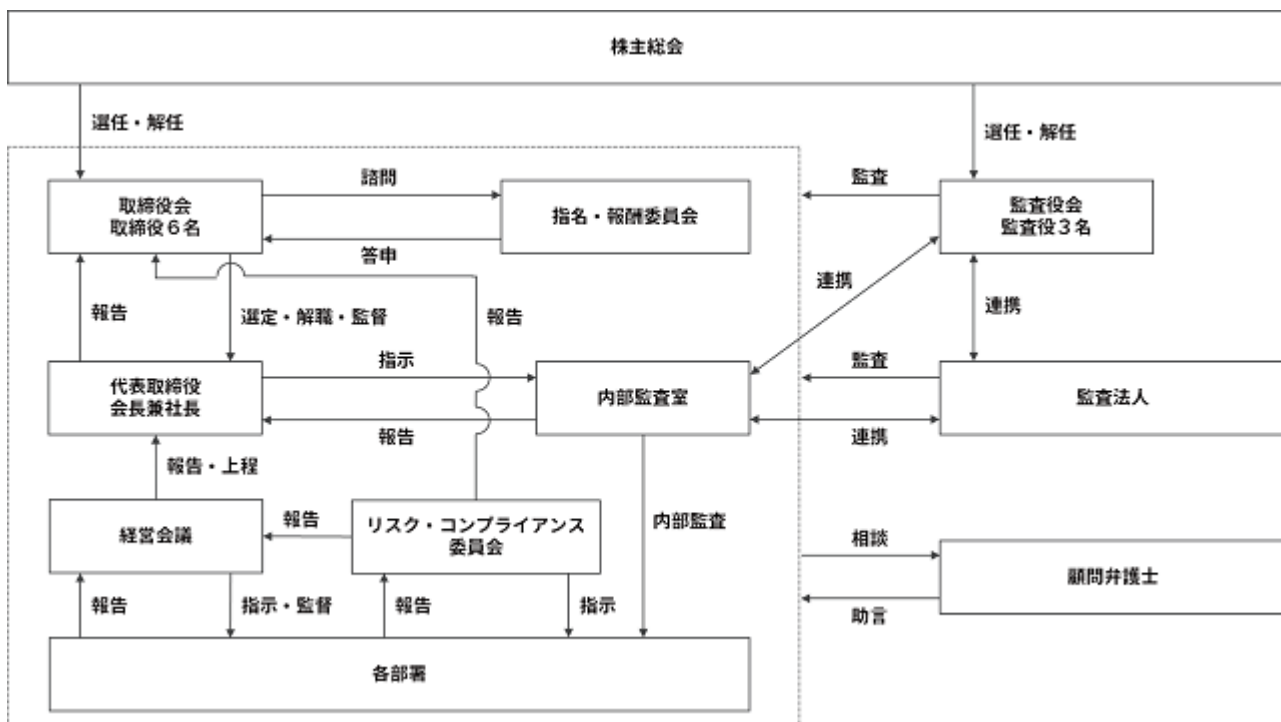 株主総会
選任・解任
選任・解任
諮問
監査
取締役会
取締役６名
指名・報酬委員会
監査役会
監査役３名
答申
連携
報告
選定・解職・監督
報告
連携
指示
監査
代表取締役
会長兼社長
内部監査室
監査法人
報告
連携
報告・上程
経営会議
報告
リスク・コンプライアンス
委員会
内部監査
相談
顧問弁護士
報告
指示・監督
報告
指示
助言
各部署